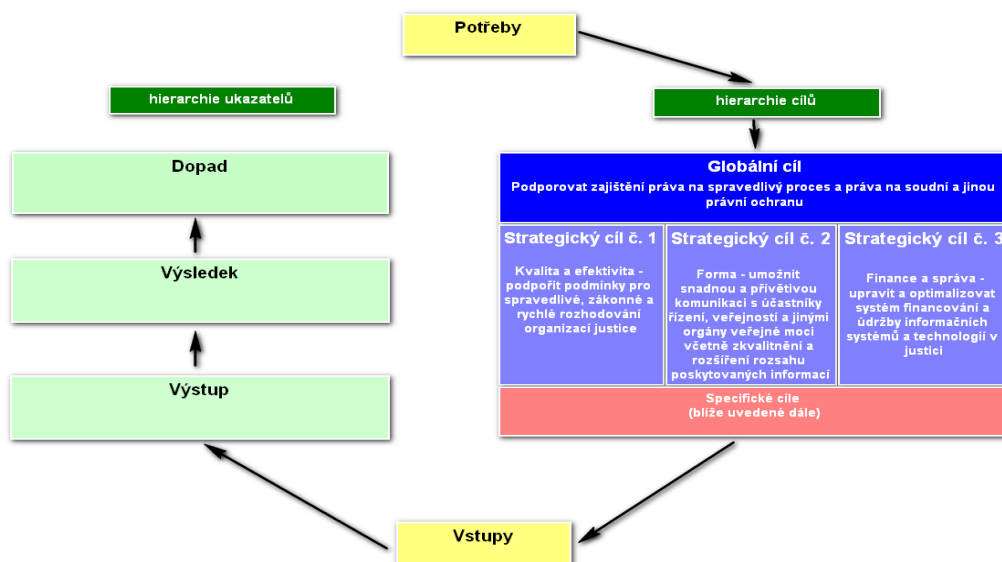 Potřeby
hierarchie ukazatelů
hierarchie cílů
Dopad
Výsledek
Výstup
Globální cíl
Podporovat zajištění práva na spravedlivý proces a práva na soudní a jinou
právní ochranu
Strategický cíl č. 1
Kvalita a efektivita -
podpořit podmínky pro
spravedlivé, zákonné a
rychlé rozhodování
organizací justice
Strategický cíl č. 2
Forma - umožnit
snadnou a přívětivou
komunikaci s účastníky
řízení, veřejností a jinými
orgány veřejné moci
včetně zkvalitnění a
rozšíření rozsahu
poskytovaných informací
Strategický cíl č. 3
Finance a správa -
upravit a optimalizovat
systém financování a
údržby informačních
systémů a technologií v
justici
Specifické cíle
(blíže uvedené dále)
Vstupy